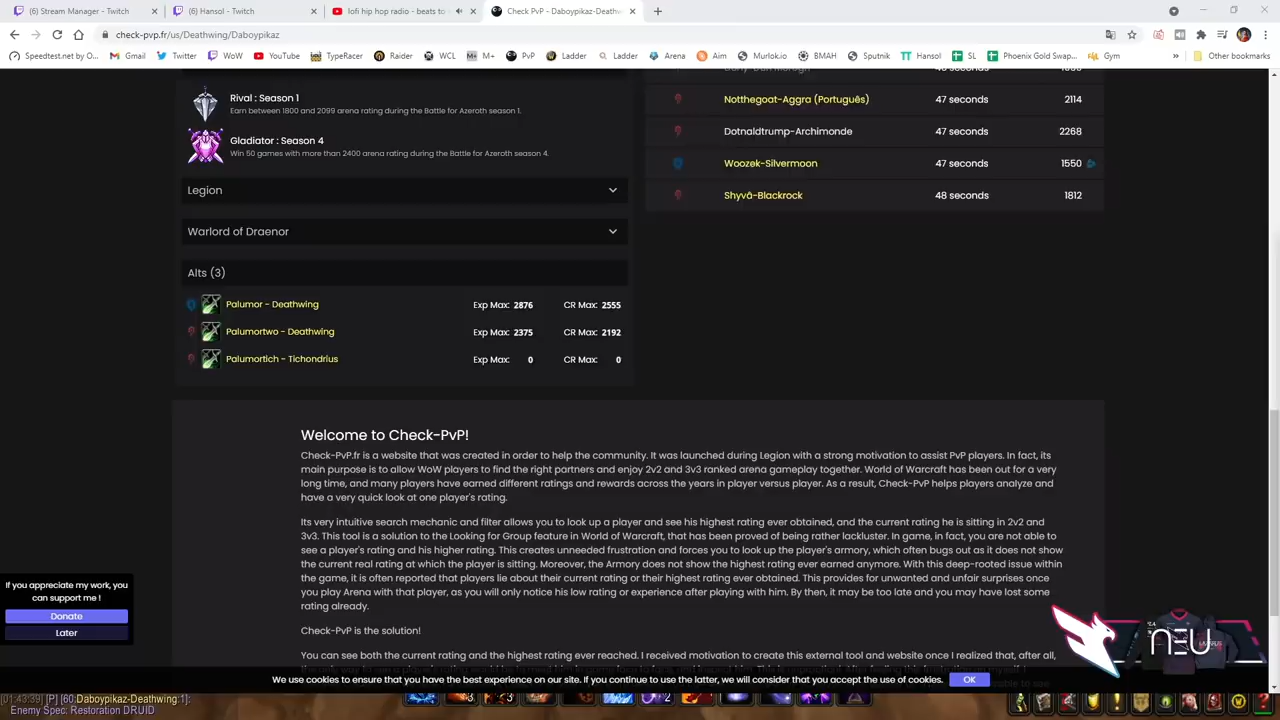 (6) Stream Manager - Twitch
(6) Hansol - Twitch
lofi hip hop radio - beats to
Check PvP - Daboypikaz-Deathw
check-pvp.fr/us/Deathwing/Daboypikaz
Speedtest.net by O...
Gmail
Twitter
WoW
YouTube
TypeRacer
Raider
WCL
M+
PvP
Ladder
Ladder
Arena
Aim
Murlok.io
BMAH
Sputnik
Hansol
SL
Phoenix Gold Swap...
Gym
Other bookmarks
Rival : Season 1
Earn between 1800 and 2099 arena rating during the Battle for Azeroth season 1.
Gladiator : Season 4
Win 50 games with more than 2400 arena rating during the Battle for Azeroth season 4.
Legion
Warlord of Draenor
Alts (3)
Palumor - Deathwing Exp Max: 2876 CR Max: 2555
Palumortwo - Deathwing Exp Max: 2375 CR Max: 2192
Palumortich - Tichondrius Exp Max: 0 CR Max: 0
Notthegoat-Aggra (Português) 47 seconds 2114
Dotnaldtrump-Archimonde 47 seconds 2268
Woozek-Silvermoon 47 seconds 1550
Shyvâ-Blackrock 48 seconds 1812
Welcome to Check-PvP!
Check-PvP.fr is a website that was created in order to help the community. It was launched during Legion with a strong motivation to assist PvP players. In fact, its
main purpose is to allow WoW players to find the right partners and enjoy 2v2 and 3v3 ranked arena gameplay together. World of Warcraft has been out for a very
long time, and many players have earned different ratings and rewards across the years in player versus player. As a result, Check-PvP helps players analyze and
have a very quick look at one player's rating.
Its very intuitive search mechanic and filter allows you to look up a player and see his highest rating ever obtained, and the current rating he is sitting in 2v2 and
3v3. This tool is a solution to the Looking for Group feature in World of Warcraft, that has been proved of being rather lackluster. In game, in fact, you are not able to
see a player's rating and his higher rating. This creates unneeded frustration and forces you to look up the player's armory, which often bugs out as it does not show
the current real rating at which the player is sitting. Moreover, the Armory does not show the highest rating ever earned anymore. With this deep-rooted issue within
the game, it is often reported that players lie about their current rating or their highest rating ever obtained. This provides for unwanted and unfair surprises once
you play Arena with that player, as you will only notice his low rating or experience after playing with him. By then, it may be too late and you may have lost some
rating already.
Check-PvP is the solution!
You can see both the current rating and the highest rating ever reached. I received motivation to create this external tool and website once I realized that, after all,
If you appreciate my work, you
can support me !
Donate
Later
We use cookies to ensure that you have the best experience on our site. If you continue to use the latter, we will consider that you accept the use of cookies.
OK
[01:43:39] [P] [60:Daboypikaz-Deathwing:1]:
Enemy Spec: Restoration DRUID